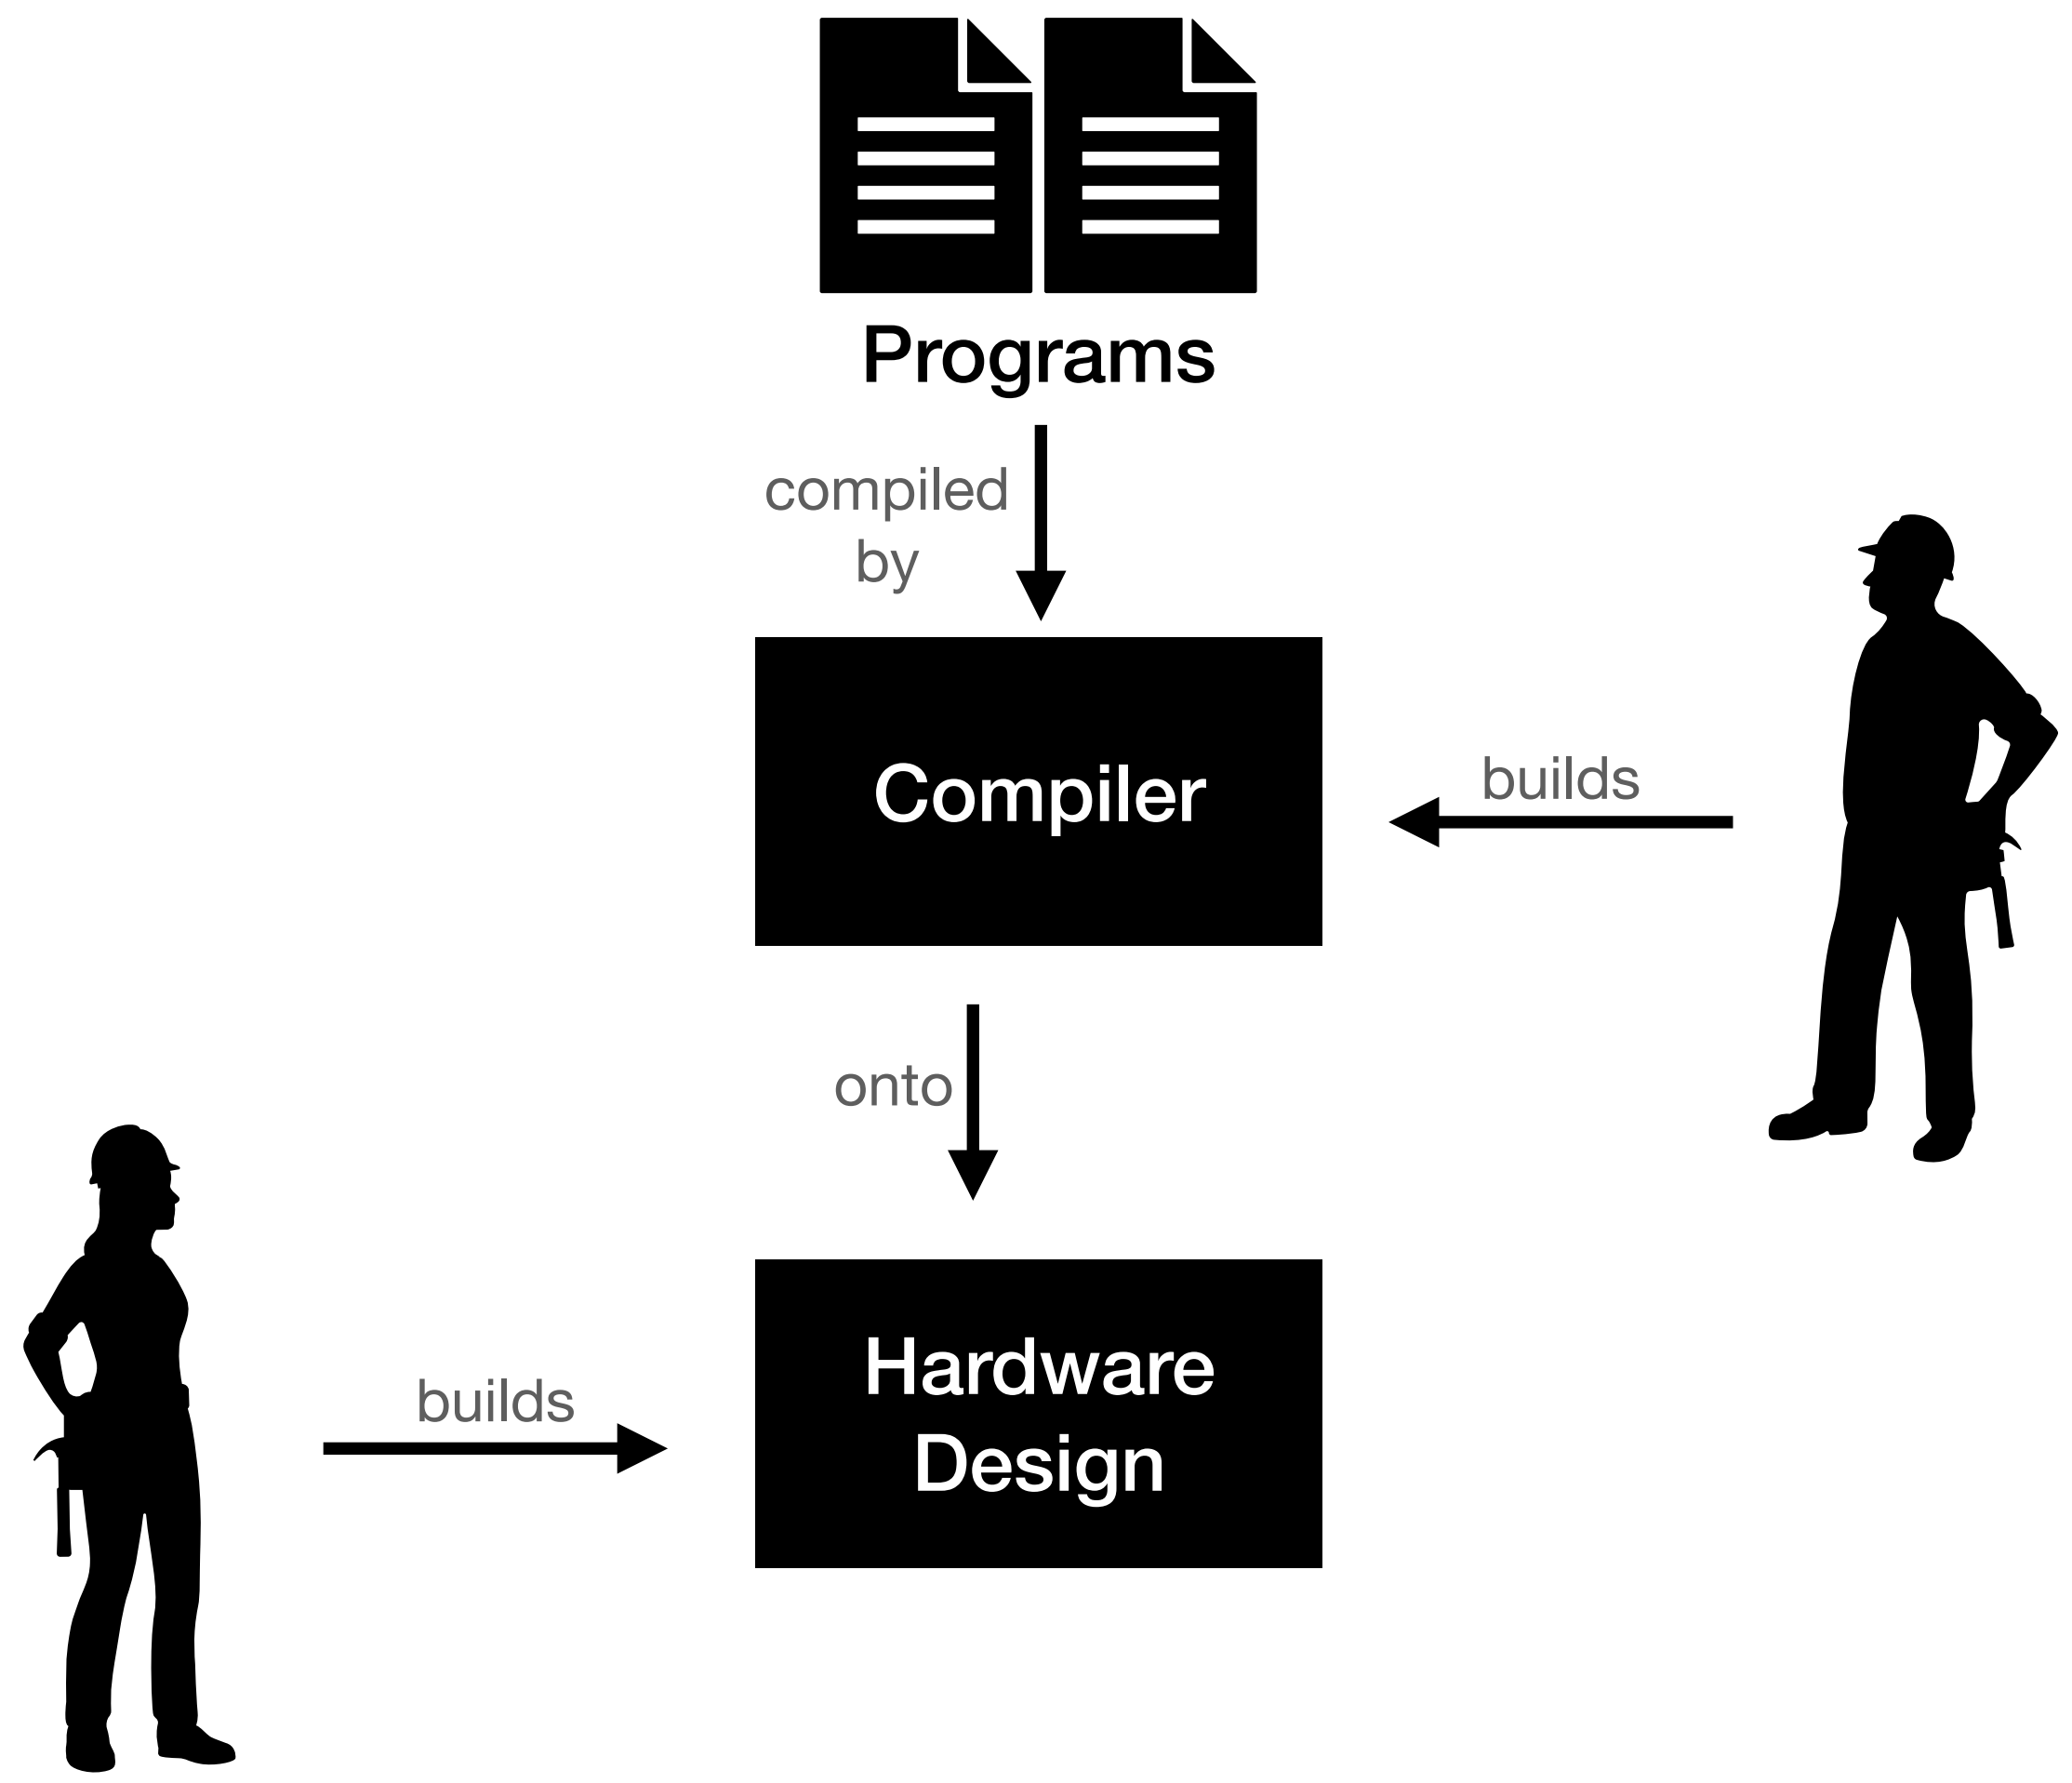 Programs
compiled
by
Compiler
builds
onto
Hardware
Design
builds